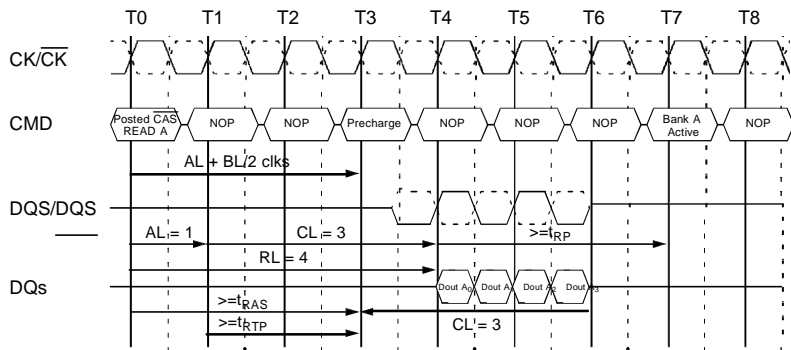 T0 T1 T2 T3 T4 T5 T6 T7 T8
CK/CK
CMD
Posted CAS READ A
NOP
NOP
Precharge
NOP
NOP
NOP
Bank A Active
NOP
AL + BL/2 clks
DQS/DQS
AL = 1
CL = 3
>=tRP
RL = 4
DQs
Dout A0
Dout A
Dout A2
Dout A3
>=tRAS
CL = 3
>=tRTP